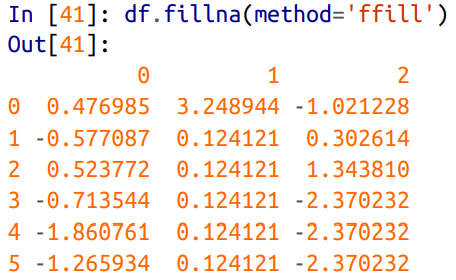 In [41]: df.fillna(method='ffill')
Out[41]:
0 1 2
0 0.476985 3.248944 -1.021228
1 -0.577087 0.124121 0.302614
2 0.523772 0.124121 1.343810
3 -0.713544 0.124121 -2.370232
4 -1.860761 0.124121 -2.370232
5 -1.265934 0.124121 -2.370232